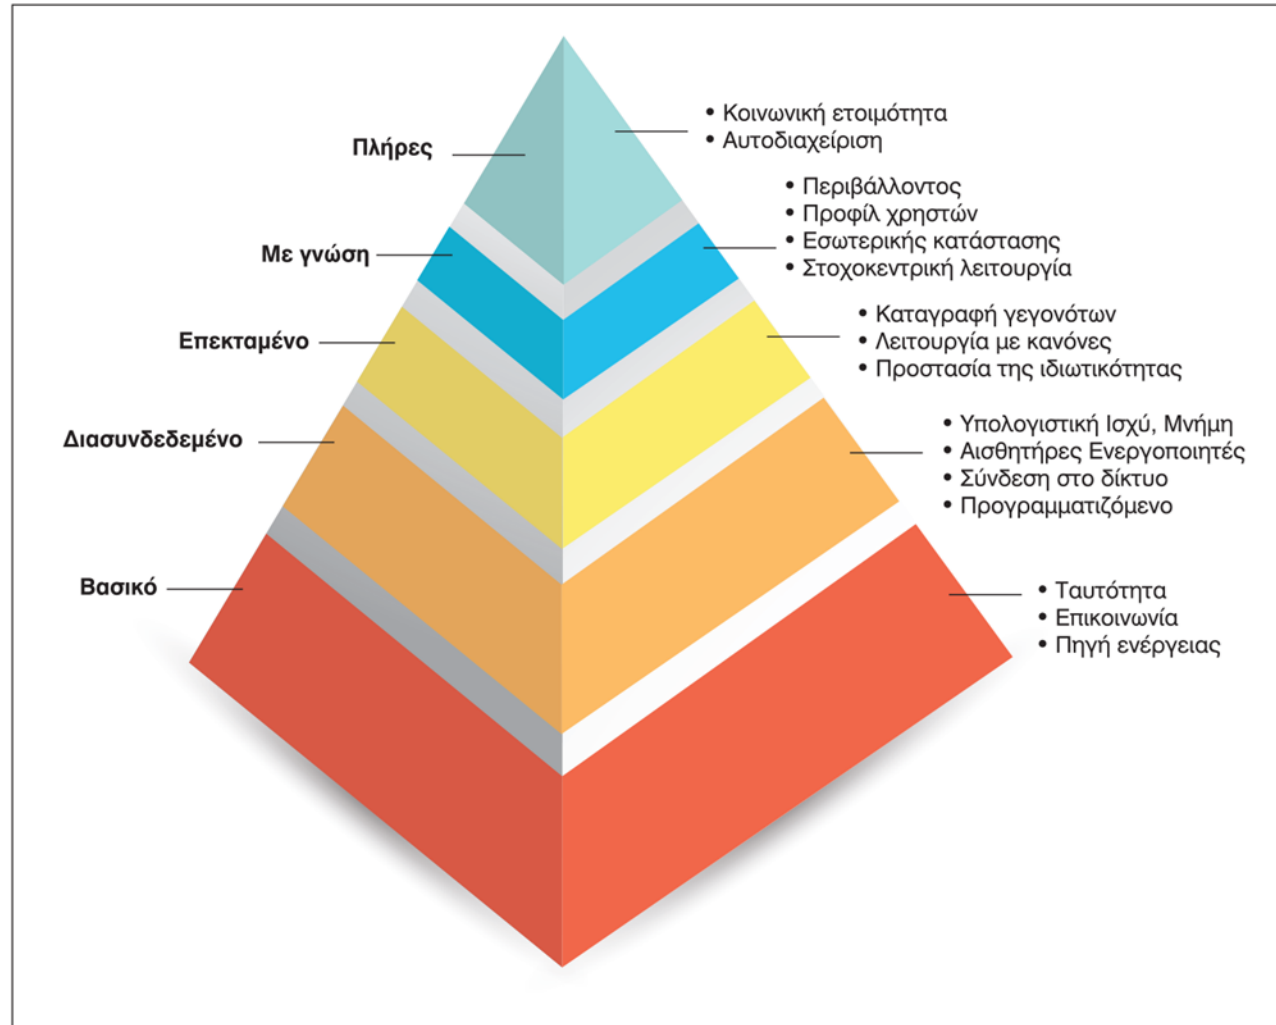 • Κοινωνική ετοιμότητα
• Αυτοδιαχείριση
Πλήρες
• Περιβάλλοντος
• Προφίλ χρηστών
• Εσωτερικής κατάστασης
• Στοχοκεντρική λειτουργία
Με γνώση
• Καταγραφή γεγονότων
• Λειτουργία με κανόνες
• Προστασία της ιδιωτικότητας
Επεκταμένο
• Υπολογιστική Ισχύ, Μνήμη
• Αισθητήρες Ενεργοποιητές
• Σύνδεση στο δίκτυο
• Προγραμματιζόμενο
Διασυνδεδεμένο
• Ταυτότητα
• Επικοινωνία
• Πηγή ενέργειας
Βασικό